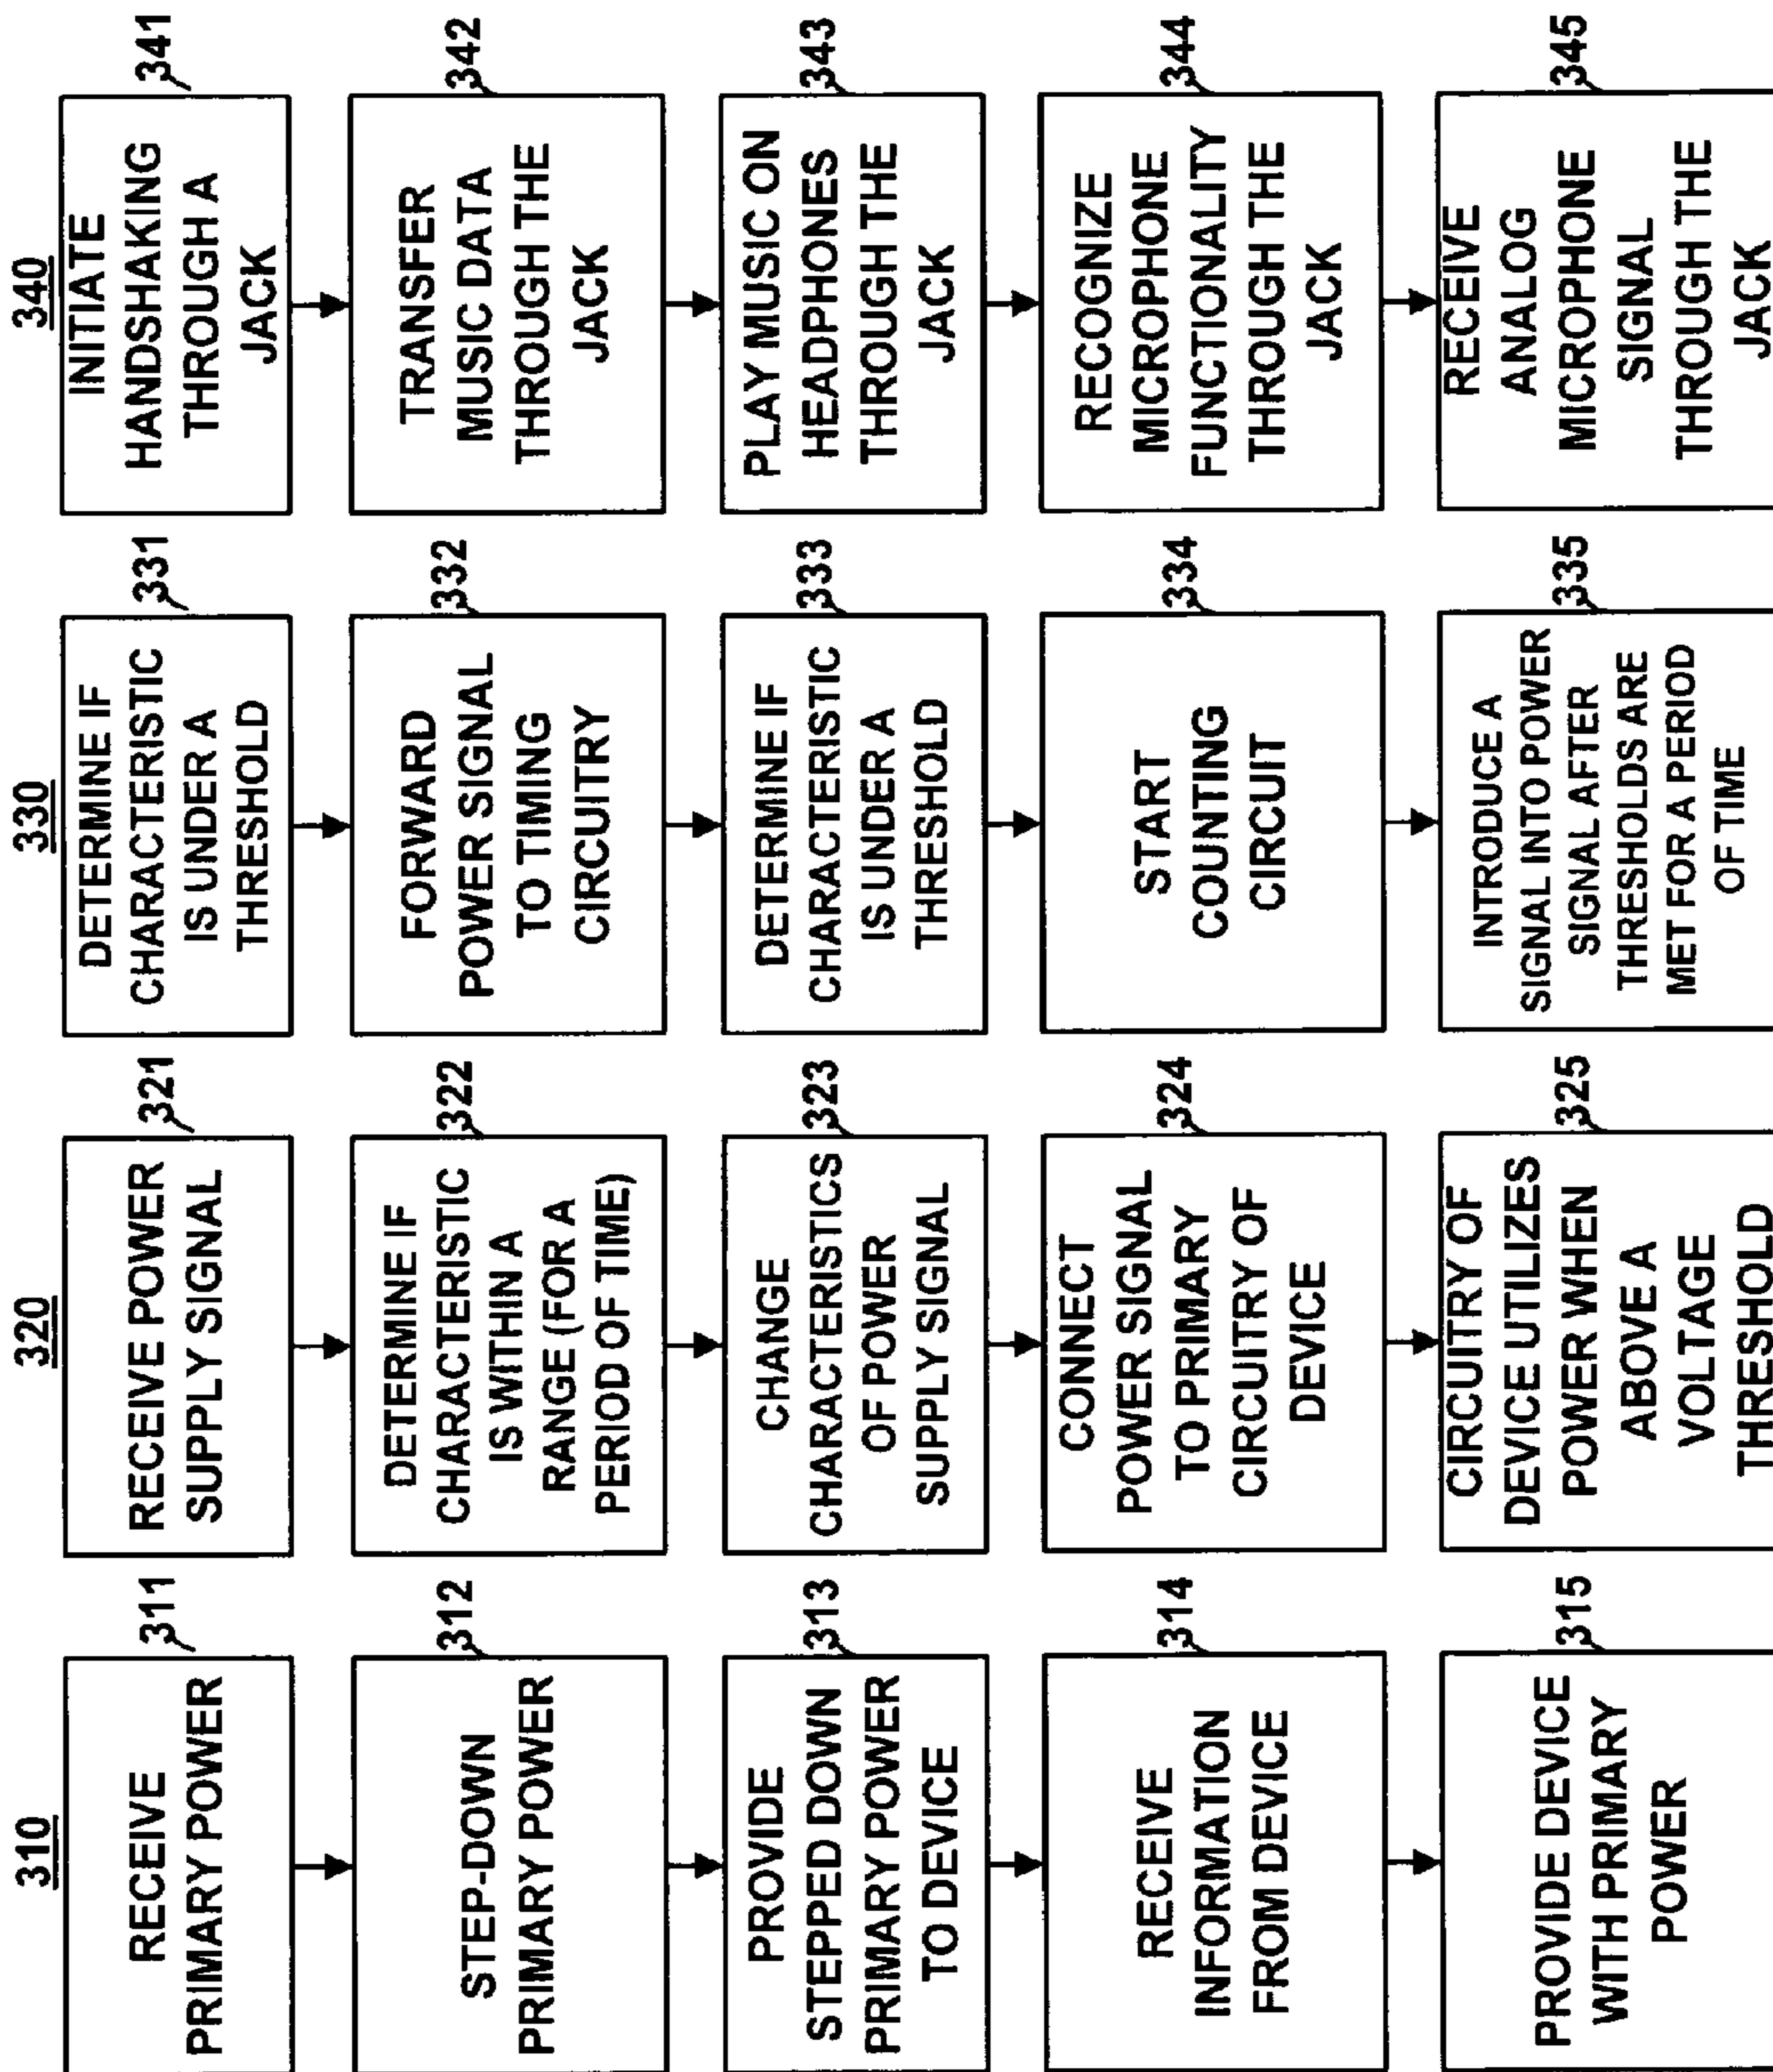 310
RECEIVE
PRIMARY POWER
311
STEP-DOWN
PRIMARY POWER
312
PROVIDE
STEPPED DOWN
PRIMARY POWER
TO DEVICE
313
RECEIVE
INFORMATION
FROM DEVICE
314
PROVIDE DEVICE
WITH PRIMARY
POWER
315
320
RECEIVE POWER
SUPPLY SIGNAL
321
DETERMINE IF
CHARACTERISTIC
IS WITHIN A
RANGE (FOR A
PERIOD OF TIME)
322
CHANGE
CHARACTERISTICS
OF POWER
SUPPLY SIGNAL
323
CONNECT
POWER SIGNAL
TO PRIMARY
CIRCUITRY OF
DEVICE
324
CIRCUITRY OF
DEVICE UTILIZES
POWER WHEN
ABOVE A
VOLTAGE
THRESHOLD
325
330
DETERMINE IF
CHARACTERISTIC
IS UNDER A
THRESHOLD
331
FORWARD
POWER SIGNAL
TO TIMING
CIRCUITRY
332
DETERMINE IF
CHARACTERISTIC
IS UNDER A
THRESHOLD
333
START
COUNTING
CIRCUIT
334
INTRODUCE A
SIGNAL INTO POWER
SIGNAL AFTER
THRESHOLDS ARE
MET FOR A PERIOD
OF TIME
335
340
INITIATE
HANDSHAKING
THROUGH A
JACK
341
TRANSFER
MUSIC DATA
THROUGH THE
JACK
342
PLAY MUSIC ON
HEADPHONES
THROUGH THE
JACK
343
RECOGNIZE
MICROPHONE
FUNCTIONALITY
THROUGH THE
JACK
344
RECEIVE
ANALOG
MICROPHONE
SIGNAL
THROUGH THE
JACK
345